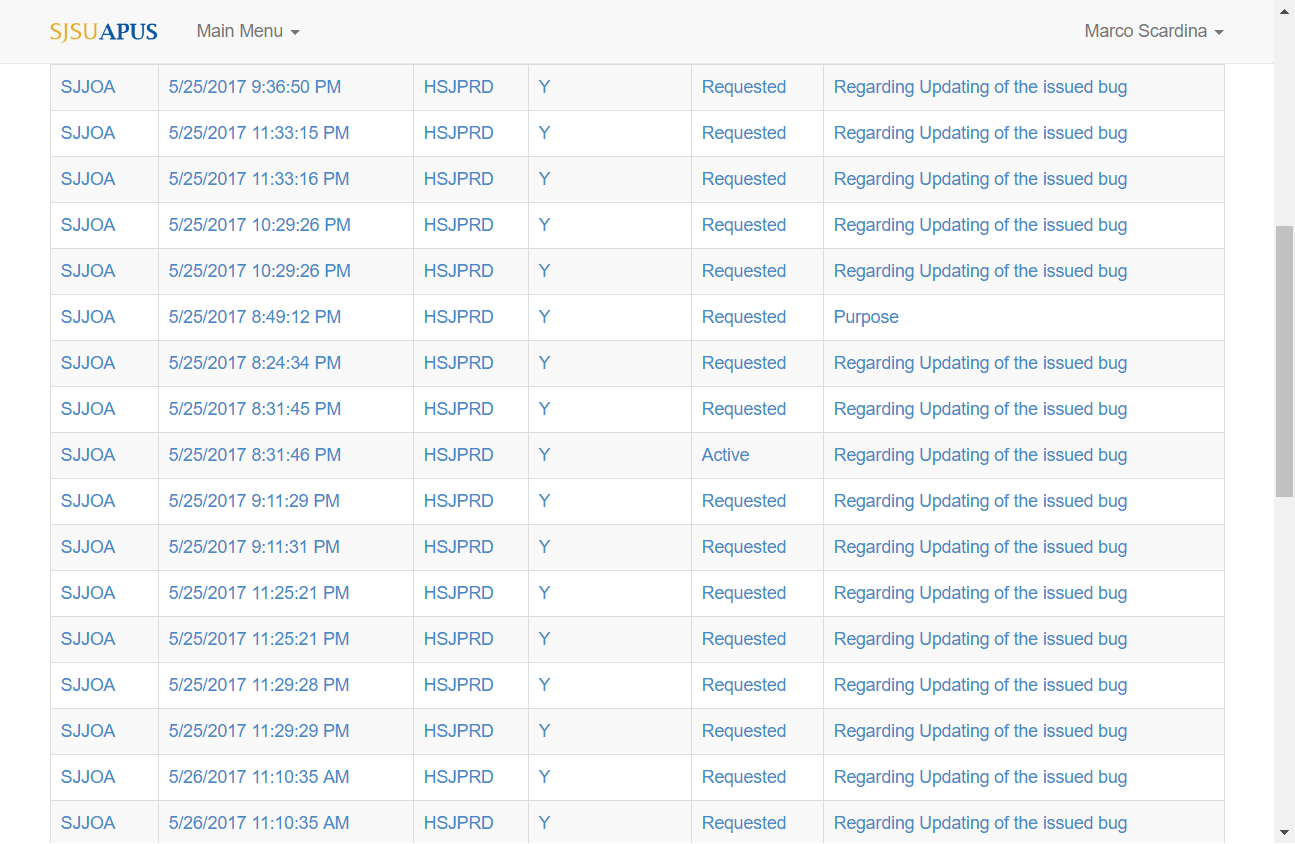 SJSUAPUS Main Menu Marco Scardina
SJJOA 5/25/2017 9:36:50 PM HSJPRD Y Requested Regarding Updating of the issued bug
SJJOA 5/25/2017 11:33:15 PM HSJPRD Y Requested Regarding Updating of the issued bug
SJJOA 5/25/2017 11:33:16 PM HSJPRD Y Requested Regarding Updating of the issued bug
SJJOA 5/25/2017 10:29:26 PM HSJPRD Y Requested Regarding Updating of the issued bug
SJJOA 5/25/2017 10:29:26 PM HSJPRD Y Requested Regarding Updating of the issued bug
SJJOA 5/25/2017 8:49:12 PM HSJPRD Y Requested Purpose
SJJOA 5/25/2017 8:24:34 PM HSJPRD Y Requested Regarding Updating of the issued bug
SJJOA 5/25/2017 8:31:45 PM HSJPRD Y Requested Regarding Updating of the issued bug
SJJOA 5/25/2017 8:31:46 PM HSJPRD Y Active Regarding Updating of the issued bug
SJJOA 5/25/2017 9:11:29 PM HSJPRD Y Requested Regarding Updating of the issued bug
SJJOA 5/25/2017 9:11:31 PM HSJPRD Y Requested Regarding Updating of the issued bug
SJJOA 5/25/2017 11:25:21 PM HSJPRD Y Requested Regarding Updating of the issued bug
SJJOA 5/25/2017 11:25:21 PM HSJPRD Y Requested Regarding Updating of the issued bug
SJJOA 5/25/2017 11:29:28 PM HSJPRD Y Requested Regarding Updating of the issued bug
SJJOA 5/25/2017 11:29:29 PM HSJPRD Y Requested Regarding Updating of the issued bug
SJJOA 5/26/2017 11:10:35 AM HSJPRD Y Requested Regarding Updating of the issued bug
SJJOA 5/26/2017 11:10:35 AM HSJPRD Y Requested Regarding Updating of the issued bug